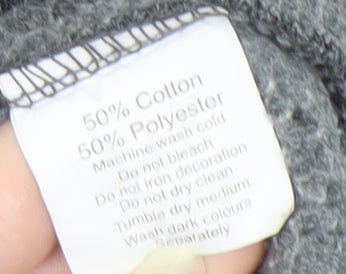 50% Cotton
50% Polyester
Machine wash cold
Do not bleach
Do not iron decoration
Do not dry clean
Tumble dry medium
Wash dark colours
Separately